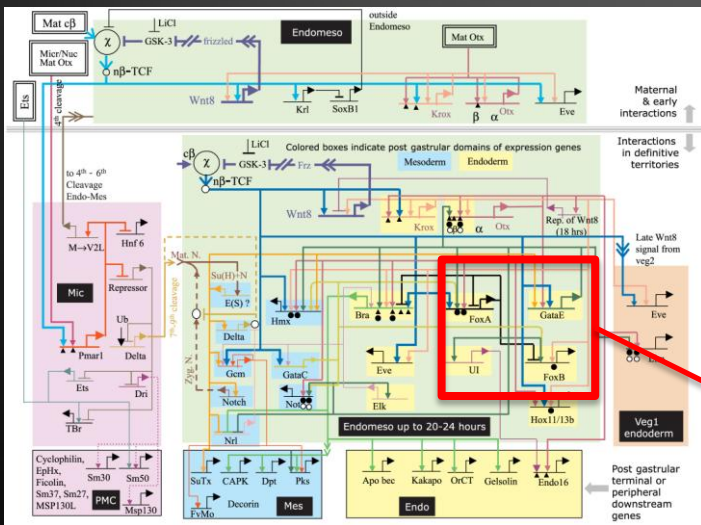 Mat cβ
outside
Endomeso
LiCl
χ
GSK-3
frizzled
Endomeso
Mat Otx
Micr/Nuc
Mat Otx
nβ-TCF
Ets
4th cleavage
Wnt8
Krl
SoxB1
Krox
β α
Otx
Eve
Maternal
& early
interactions
Interactions
in definitive
territories
LiCl
Colored boxes indicate post gastrular domains of expression genes
cβ
χ
GSK-3
Frz
Mesoderm
Endoderm
nβ-TCF
to 4th - 6th
Cleavage
Endo-Mes
Wnt8
Krox
Cβ
α
Otx
Rep. of Wnt8
(18 hrs)
Late Wnt8
signal from
veg2
M→V2L
Hnf 6
Mic
Repressor
Ub
Pmar1
Delta
7th-9th cleavage
Mat. N.
Su(H)+N
E(S) ?
Hmx
Bra
FoxA
GataE
Eve
Delta
Zyg. N.
Gcm
GataC
Eve
UI
FoxB
Ets
Dri
TBr
Notch
Not
Elk
Hox11/13b
Nrl
Endomeso up to 20-24 hours
Veg1
endoderm
Cyclophilin,
EpHx,
Ficolin,
Sm37, Sm27,
MSP130L
PMC
Sm30
Sm50
Msp130
SuTx
CAPK
Dpt
Pks
FvMo
Decorin
Mes
Apo bec
Kakapo
OrCT
Gelsolin
Endo16
Endo
Post gastrular
terminal or
peripheral
downstream
genes